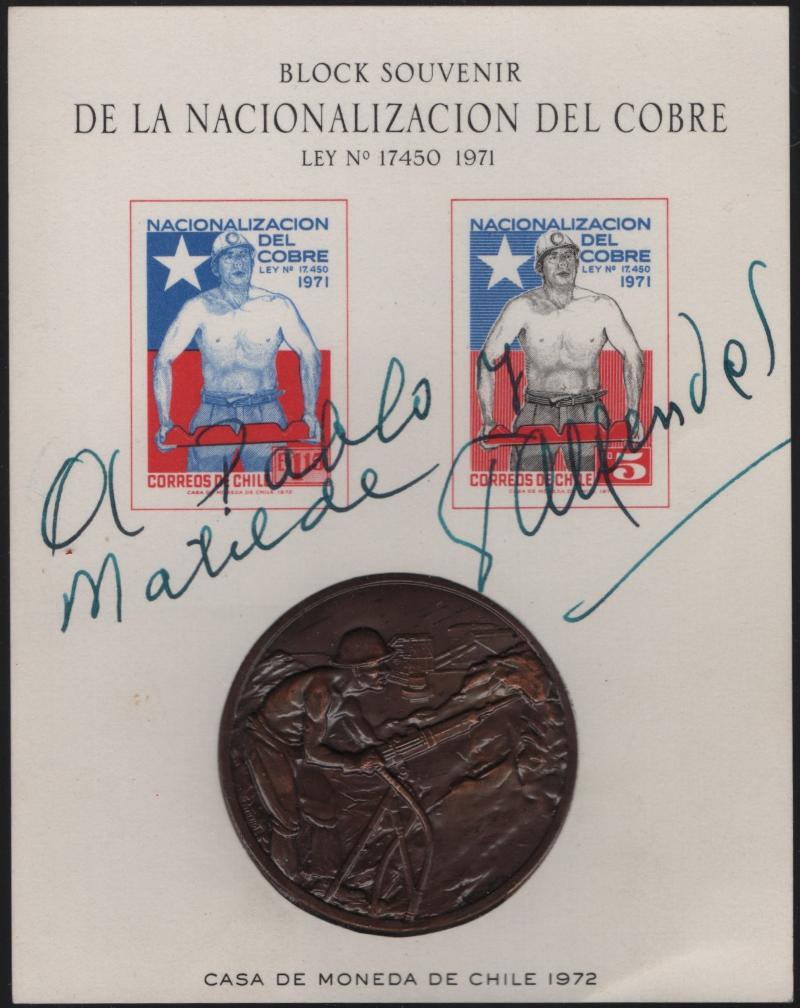 BLOCK SOUVENIR
DE LA NACIONALIZACION DEL COBRE
LEY Nº 17450 1971
NACIONALIZACION
DEL
COBRE
LEY Nº 17.450
1971
CORREOS DE CHILE
CASA DE MONEDA DE CHILE 1972
NACIONALIZACION
DEL
COBRE
LEY Nº 17.450
1971
CORREOS DE CHILE
5
CASA DE MONEDA DE CHILE 1972
A Pablo y
Matilde
SAllendes
CASA DE MONEDA DE CHILE 1972